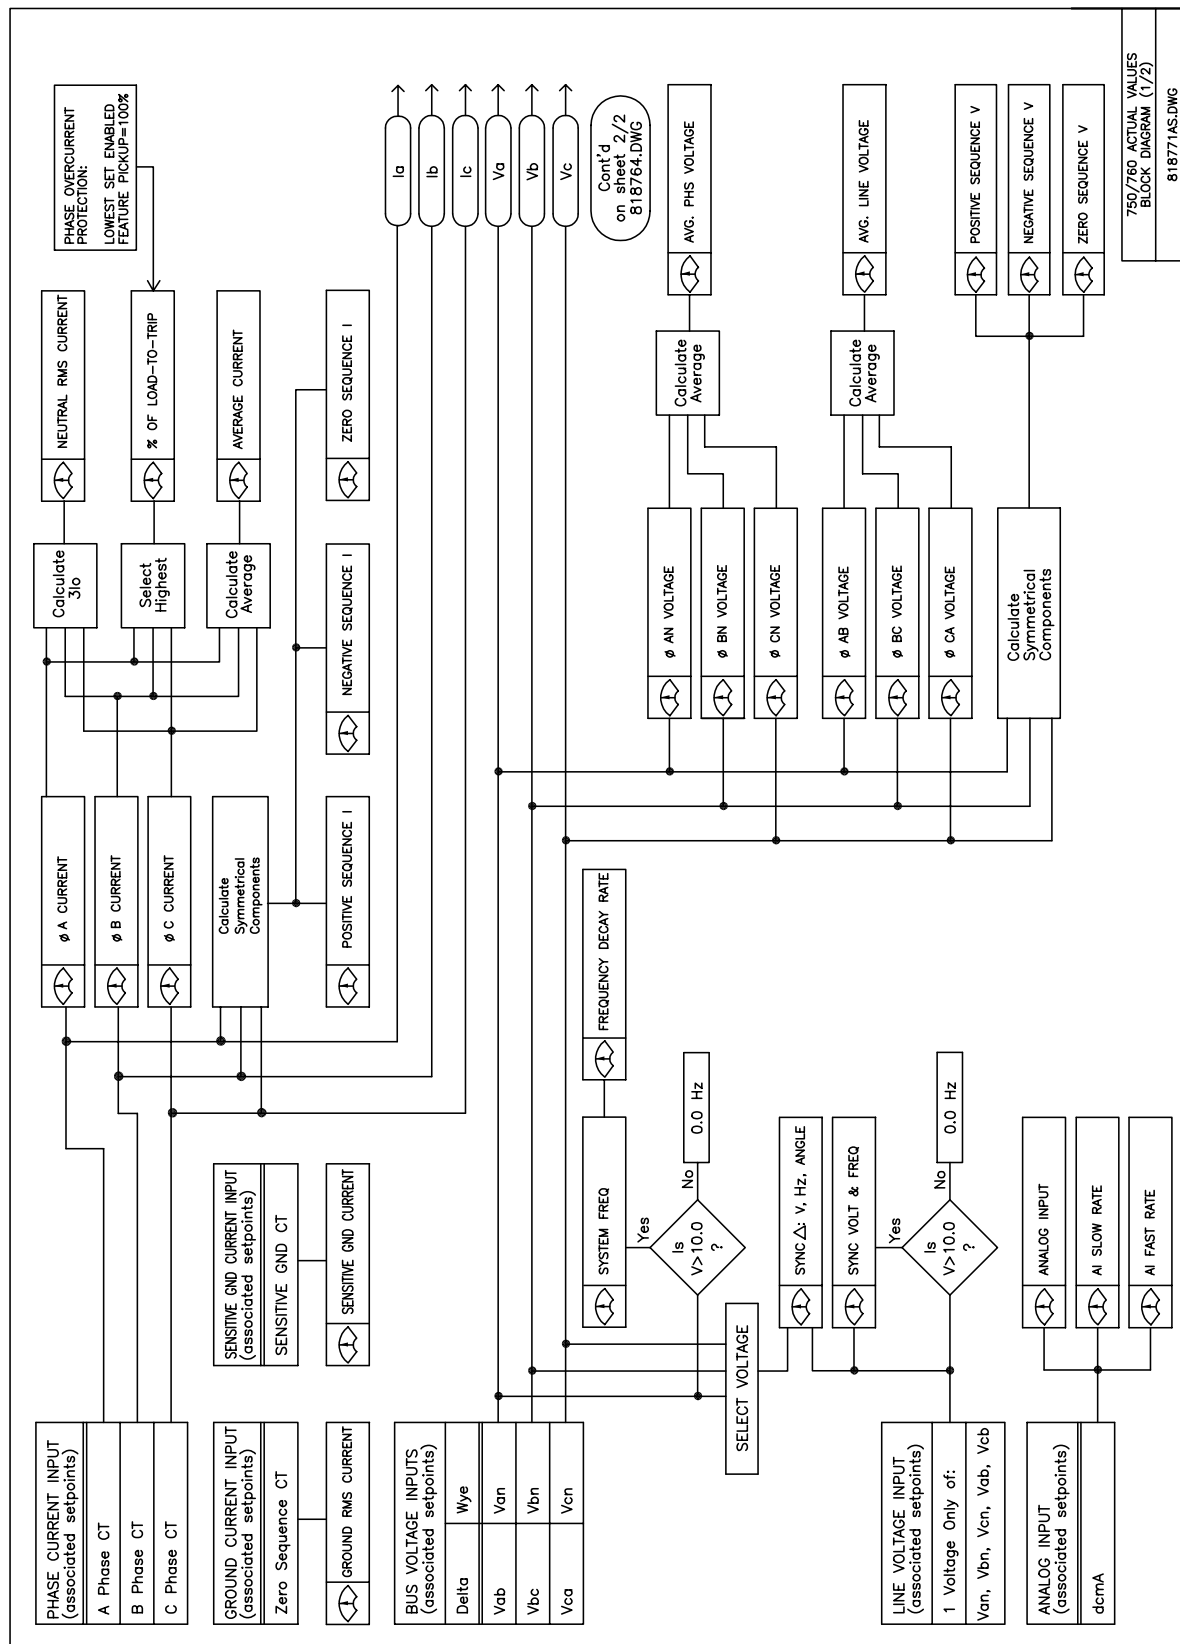 PHASE CURRENT INPUT
(associated setpoints)
A Phase CT
B Phase CT
C Phase CT
GROUND CURRENT INPUT
(associated setpoints)
Zero Sequence CT
GROUND RMS CURRENT
SENSITIVE GND CURRENT INPUT
(associated setpoints)
SENSITIVE GND CT
SENSITIVE GND CURRENT
BUS VOLTAGE INPUTS
(associated setpoints)
Delta
Wye
Vab
Van
Vbc
Vbn
Vca
Vcn
LINE VOLTAGE INPUT
(associated setpoints)
1 Voltage Only of:
Van, Vbn, Vcn, Vab, Vcb
ANALOG INPUT
(associated setpoints)
dcmA
ø A CURRENT
ø B CURRENT
ø C CURRENT
Calculate
Symmetrical
Components
POSITIVE SEQUENCE I
NEGATIVE SEQUENCE I
ZERO SEQUENCE I
Calculate
3Io
Select
Highest
Calculate
Average
NEUTRAL RMS CURRENT
% OF LOAD-TO-TRIP
AVERAGE CURRENT
PHASE OVERCURRENT
PROTECTION:
LOWEST SET ENABLED
FEATURE PICKUP=100%
Ia
Ib
Ic
Va
Vb
Vc
Cont'd
on sheet 2/2
818764.DWG
SYSTEM FREQ
FREQUENCY DECAY RATE
Yes
Is
V>10.0
?
No
0.0 Hz
SELECT VOLTAGE
SYNC △: V, Hz, ANGLE
SYNC VOLT & FREQ
Yes
Is
V>10.0
?
No
0.0 Hz
ANALOG INPUT
AI SLOW RATE
AI FAST RATE
ø AN VOLTAGE
ø BN VOLTAGE
ø CN VOLTAGE
ø AB VOLTAGE
ø BC VOLTAGE
ø CA VOLTAGE
Calculate
Symmetrical
Components
Calculate
Average
Calculate
Average
AVG. PHS VOLTAGE
AVG. LINE VOLTAGE
POSITIVE SEQUENCE V
NEGATIVE SEQUENCE V
ZERO SEQUENCE V
750/760 ACTUAL VALUES
BLOCK DIAGRAM (1/2)
818771AS.DWG